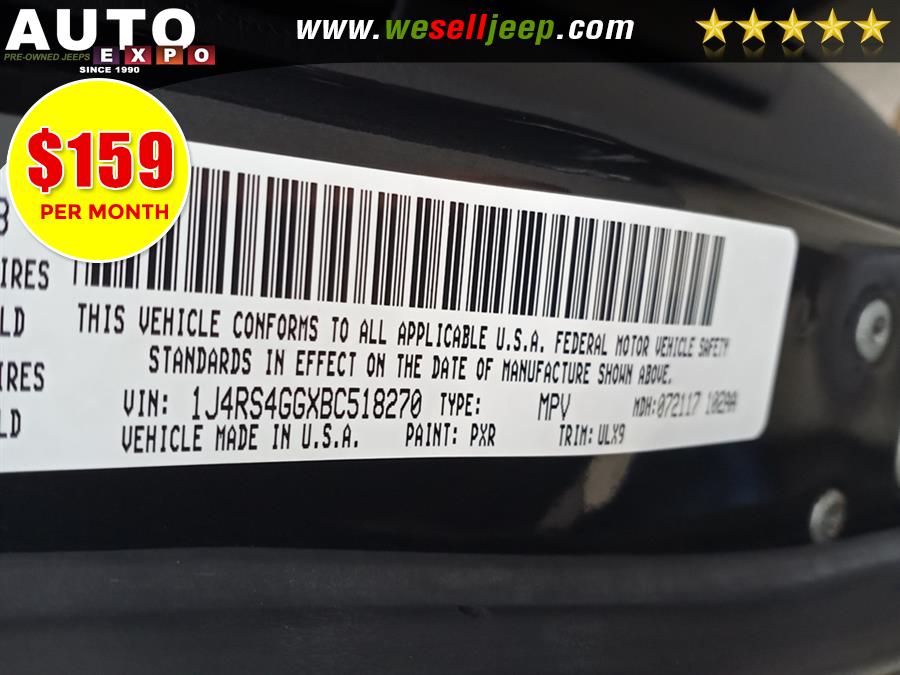 AUTO
PRE-OWNED JEEPS EXPO
SINCE 1990
www.weselljeep.com
$159
PER MONTH
IRES
LD
IRES
LD
THIS VEHICLE CONFORMS TO ALL APPLICABLE U.S.A. FEDERAL MOTOR VEHICLE SAFETY
STANDARDS IN EFFECT ON THE DATE OF MANUFACTURE SHOWN ABOVE.
VIN: 1J4RS4GGXBC518270 TYPE: MPV MDH:072117 102AA
VEHICLE MADE IN U.S.A. PAINT: PXR TRIM: ULX9